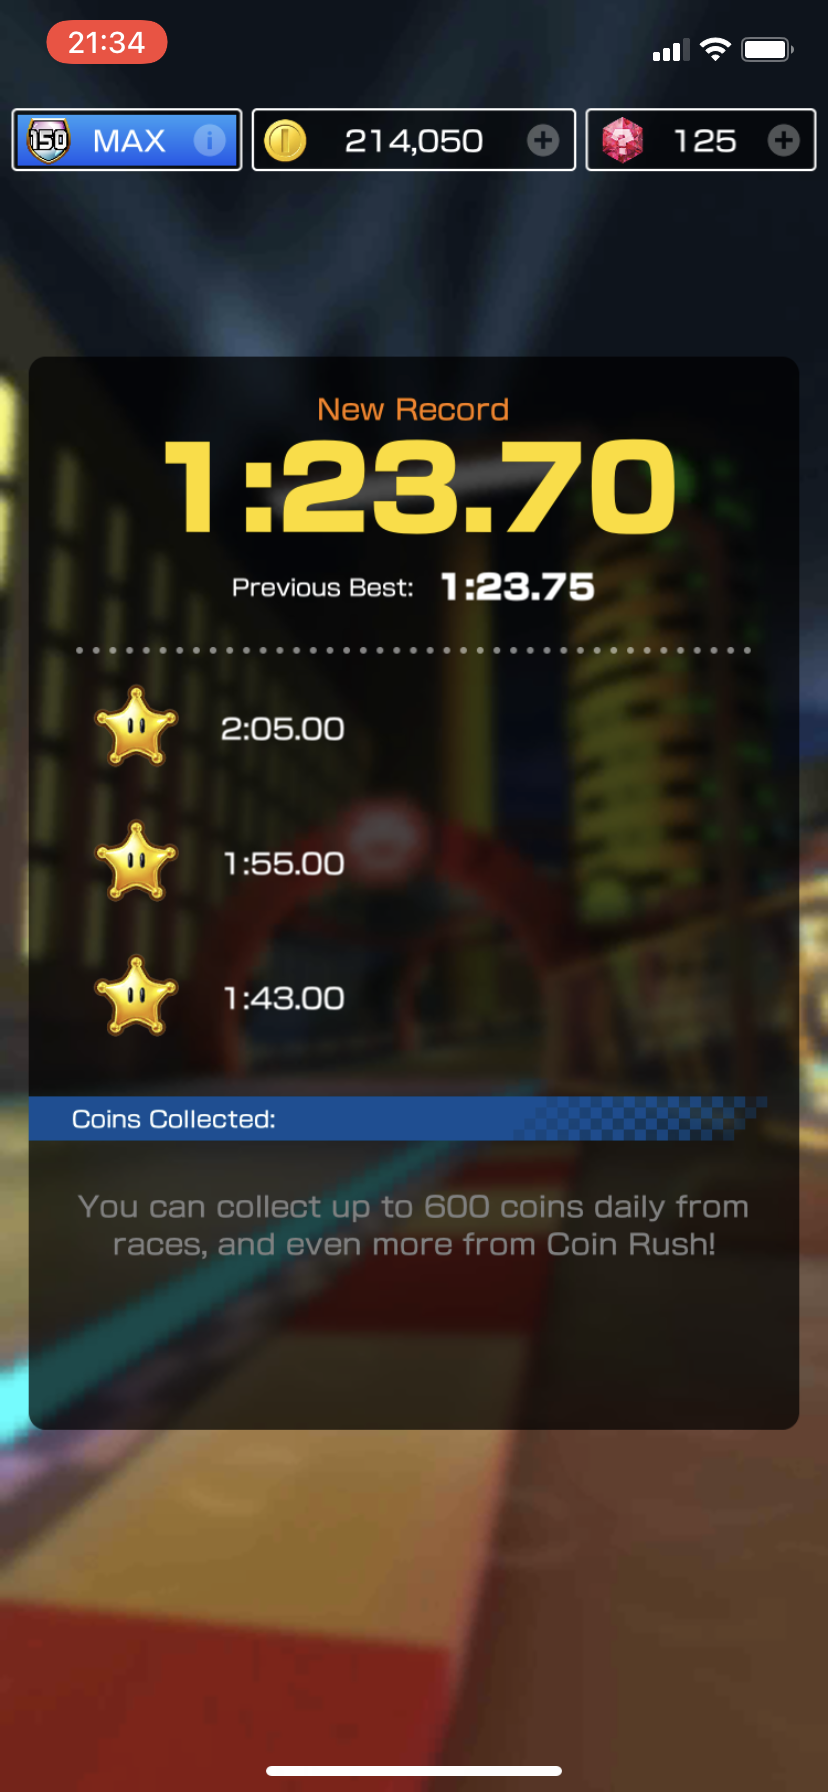 21:34
150 MAX i 214,050 + ? 125 +
New Record
1:23.70
Previous Best: 1:23.75
2:05.00
1:55.00
1:43.00
Coins Collected:
You can collect up to 600 coins daily from
races, and even more from Coin Rush!